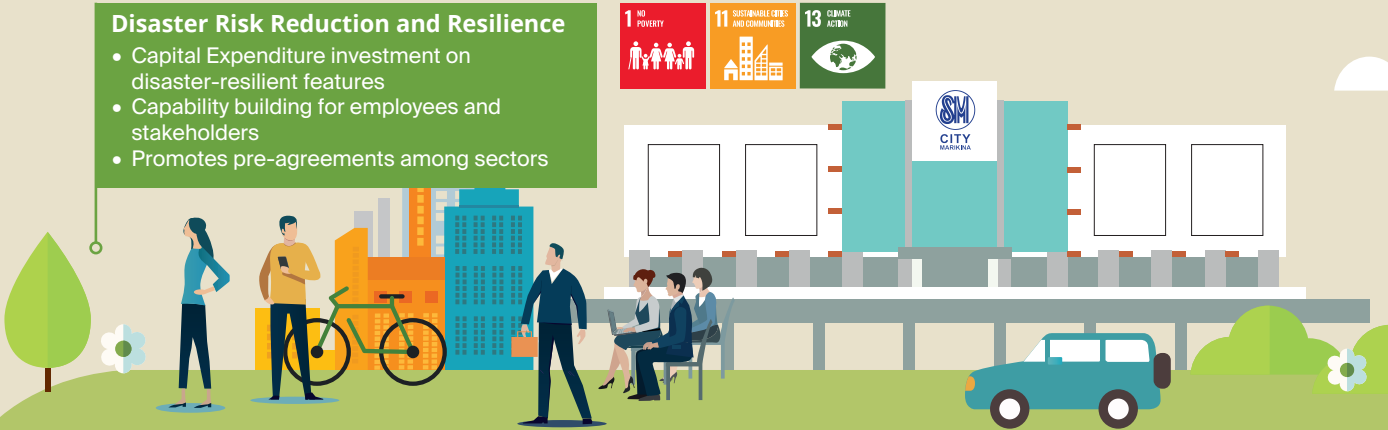 Disaster Risk Reduction and Resilience
• Capital Expenditure investment on
disaster-resilient features
• Capability building for employees and
stakeholders
• Promotes pre-agreements among sectors
1 NO
POVERTY
11 SUSTAINABLE CITIES
AND COMMUNITIES
13 CLIMATE
ACTION
SM
CITY
MARIKINA